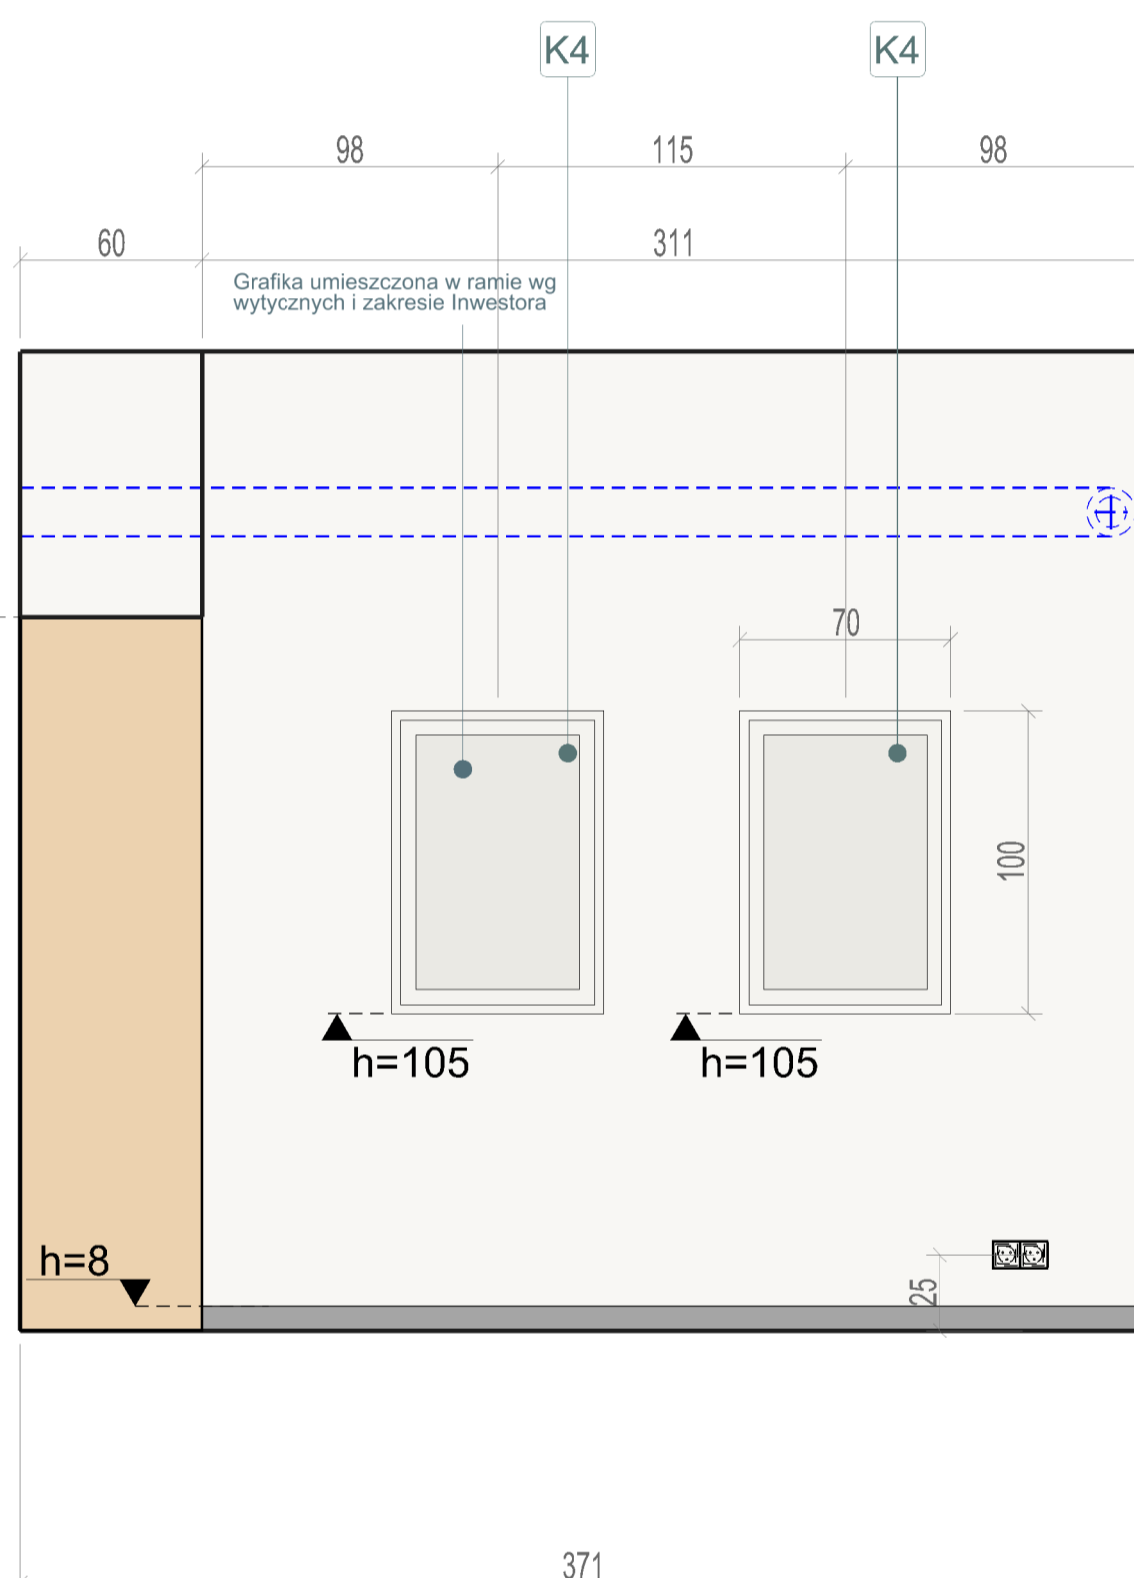 K4 K4
98 115 98
60 311
Grafika umieszczona w ramie wg
wytycznych i zakresie Inwestora
70
100
h=105 h=105
h=8
25
371